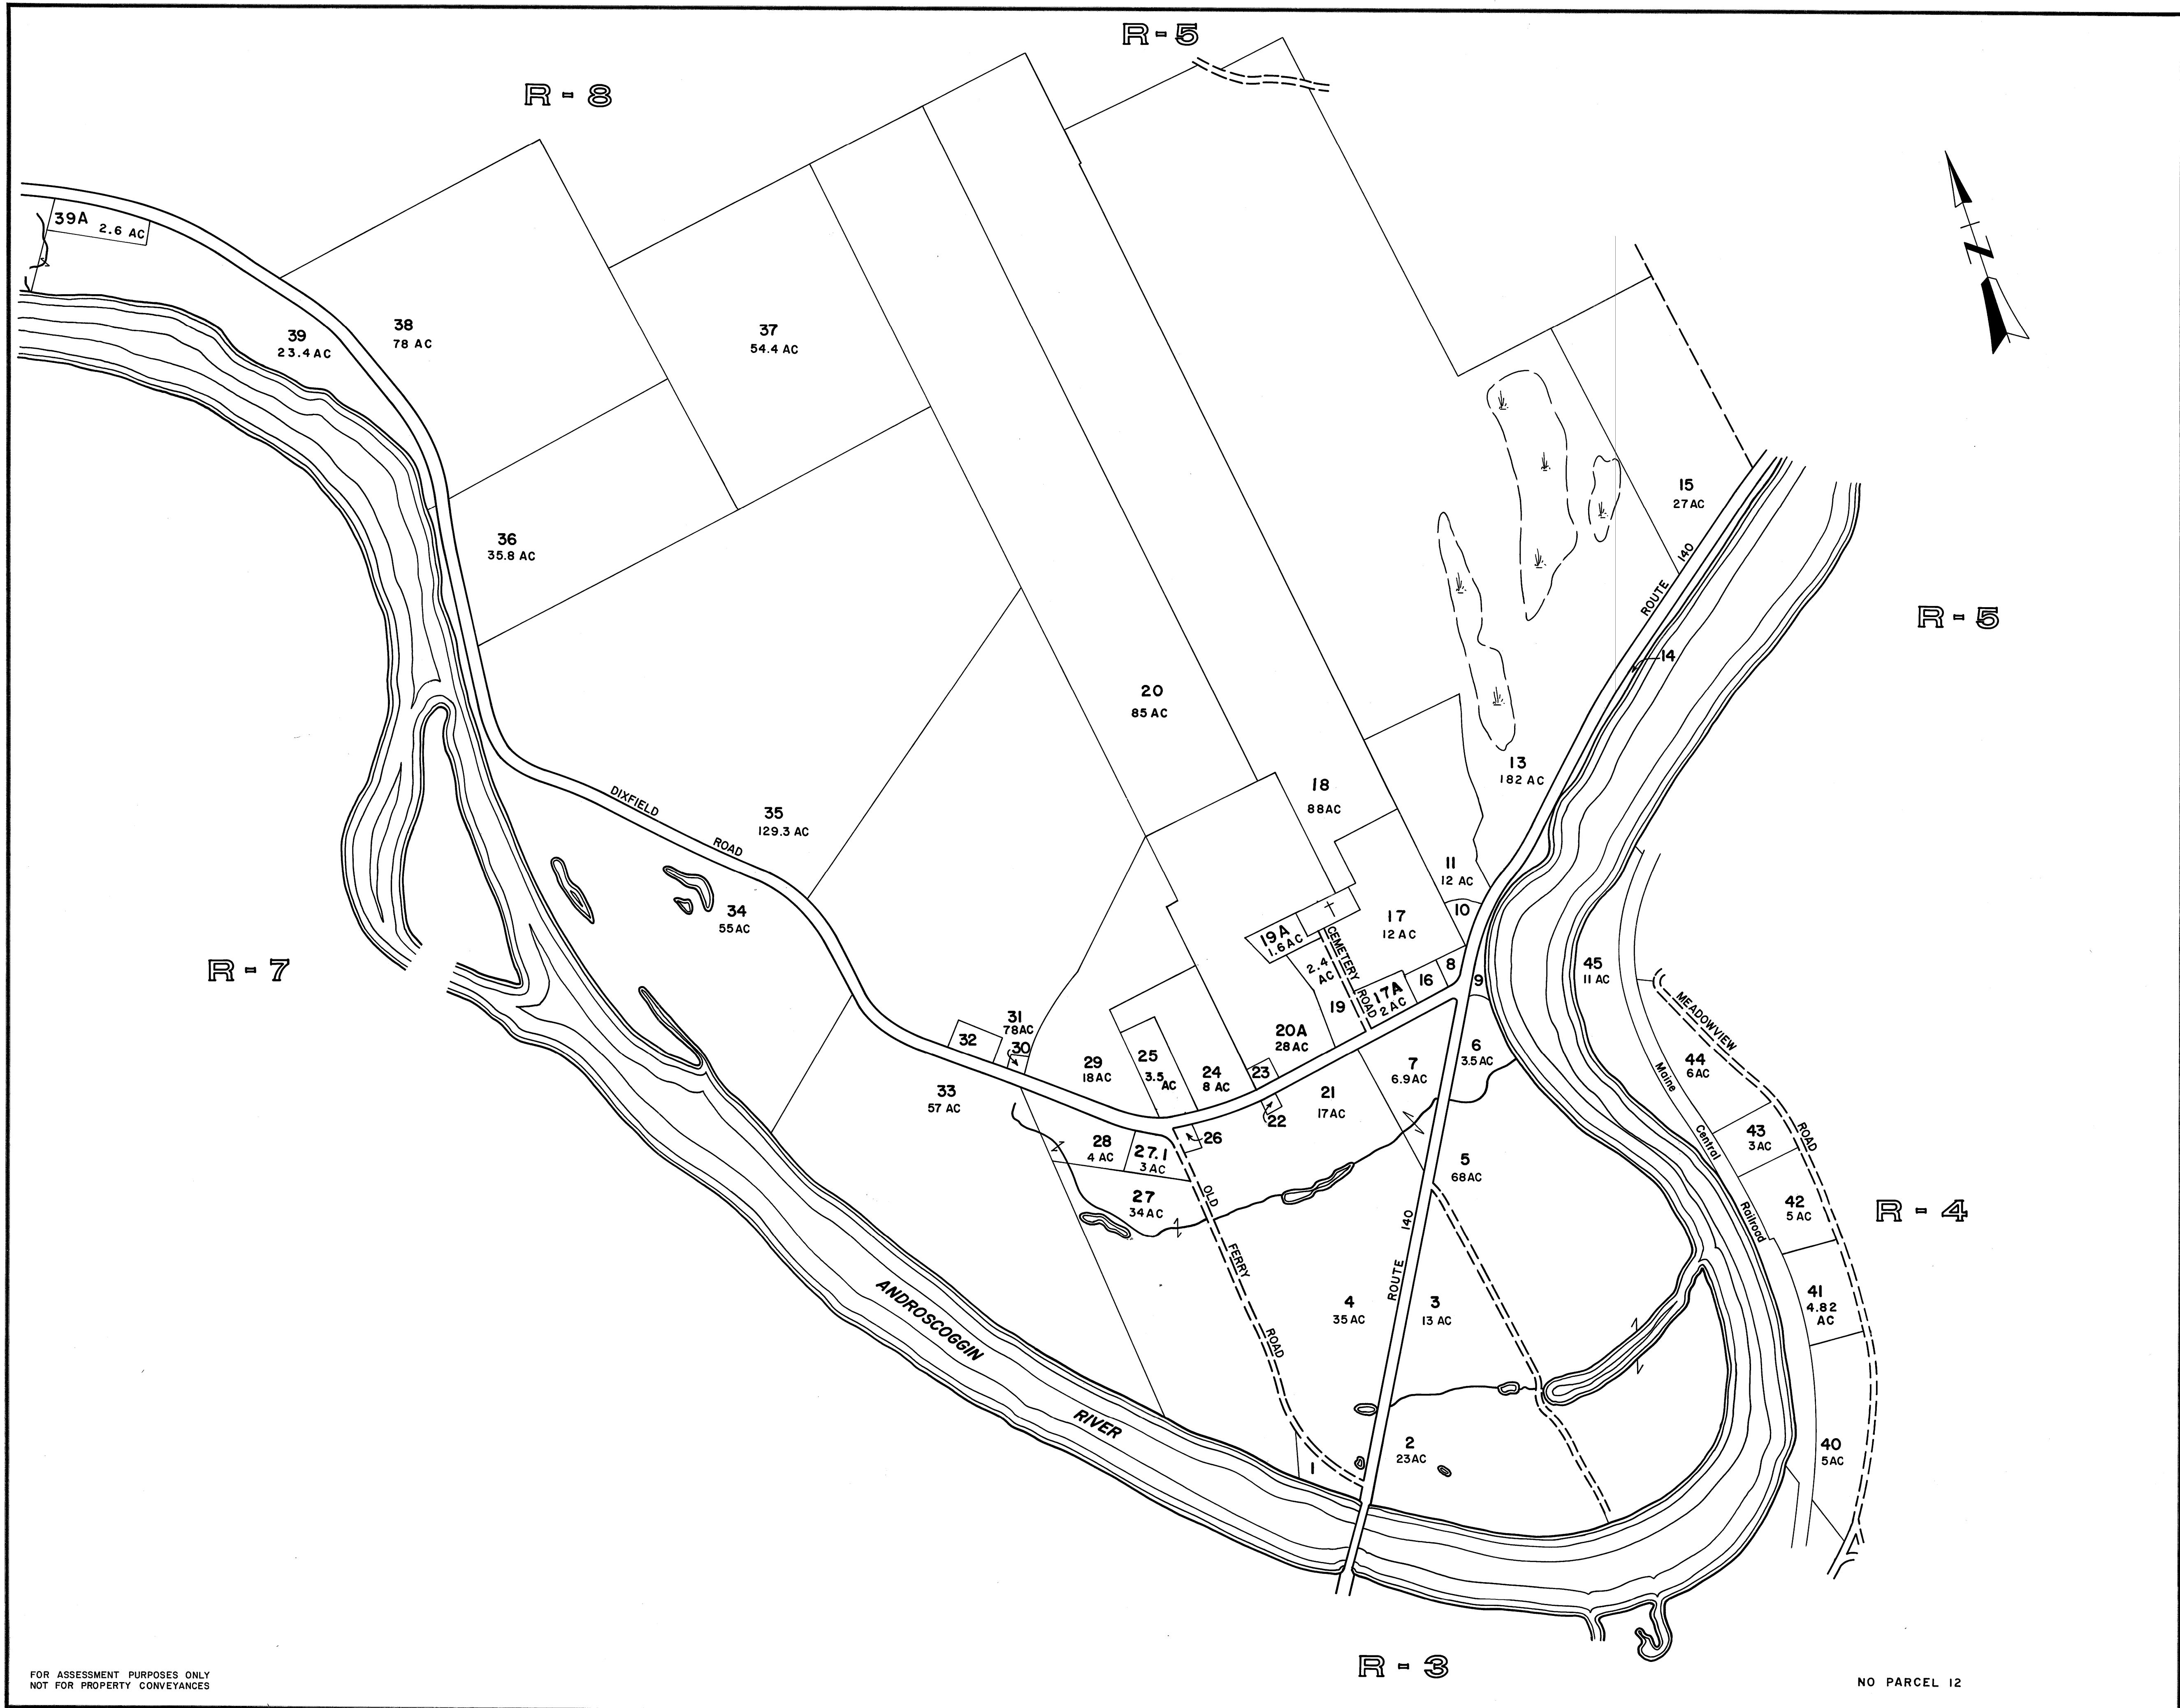 R - 5
R - 8
39A
2.6 AC
39
23.4 AC
38
78 AC
37
54.4 AC
N
36
35.8 AC
15
27 AC
ROUTE 140
R - 5
14
20
85 AC
13
182 AC
18
88 AC
DIXFIELD ROAD
35
129.3 AC
11
12 AC
10
34
55 AC
17
12 AC
19A
1.6 AC
CEMETERY ROAD
2.4
AC
19
17A
2 AC
16
8
9
45
11 AC
R - 7
MEADOWVIEW ROAD
31
78 AC
32
30
29
18 AC
25
3.5
AC
24
8 AC
23
20A
28 AC
7
6.9 AC
6
3.5 AC
44
6 AC
Maine Central Railroad
33
57 AC
21
17 AC
22
26
28
4 AC
27.1
3 AC
43
3 AC
5
68 AC
27
34 AC
OLD FERRY ROAD
42
5 AC
R - 4
ROUTE 140
4
35 AC
3
13 AC
41
4.82
AC
ANDROSCOGGIN RIVER
2
23 AC
1
40
5 AC
R - 3
FOR ASSESSMENT PURPOSES ONLY
NOT FOR PROPERTY CONVEYANCES
NO PARCEL 12